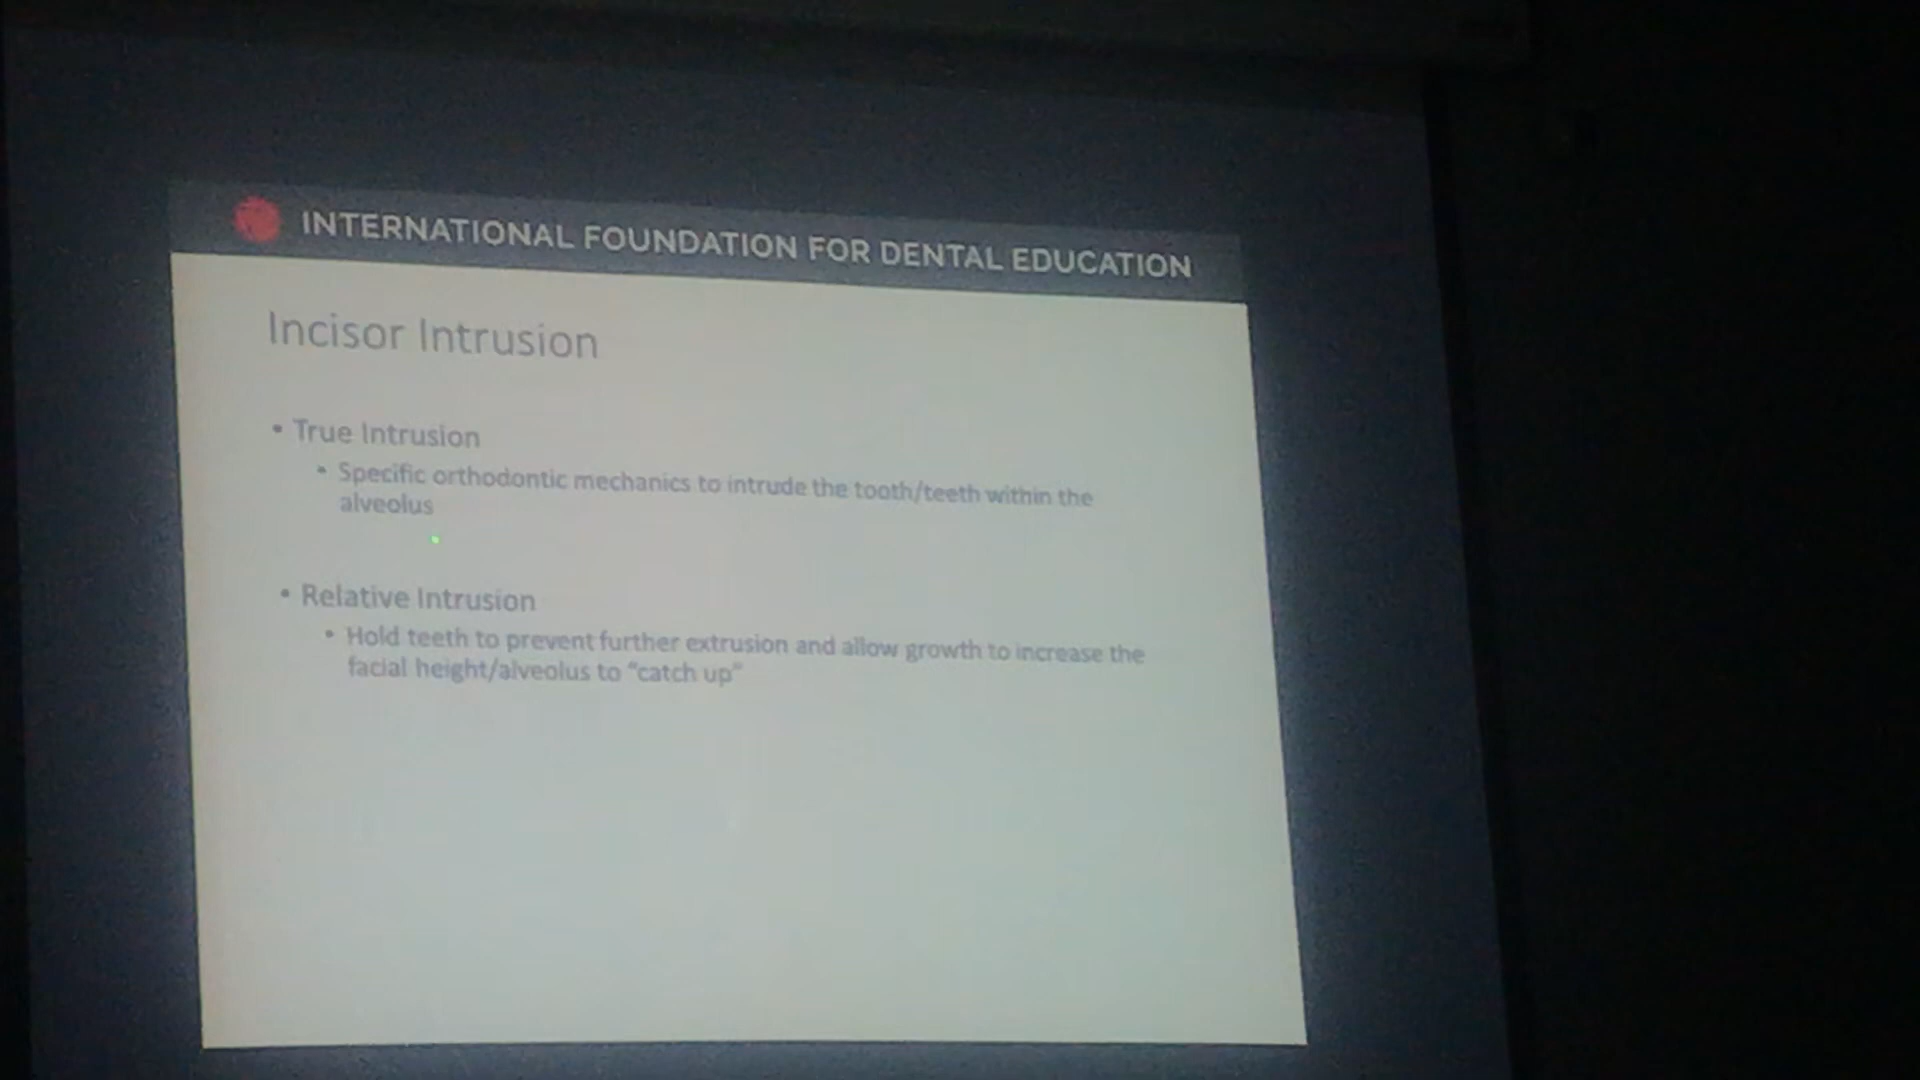 INTERNATIONAL FOUNDATION FOR DENTAL EDUCATION
Incisor Intrusion
• True Intrusion
• Specific orthodontic mechanics to intrude the tooth/teeth within the
alveolus
• Relative Intrusion
• Hold teeth to prevent further extrusion and allow growth to increase the
facial height/alveolus to “catch up”